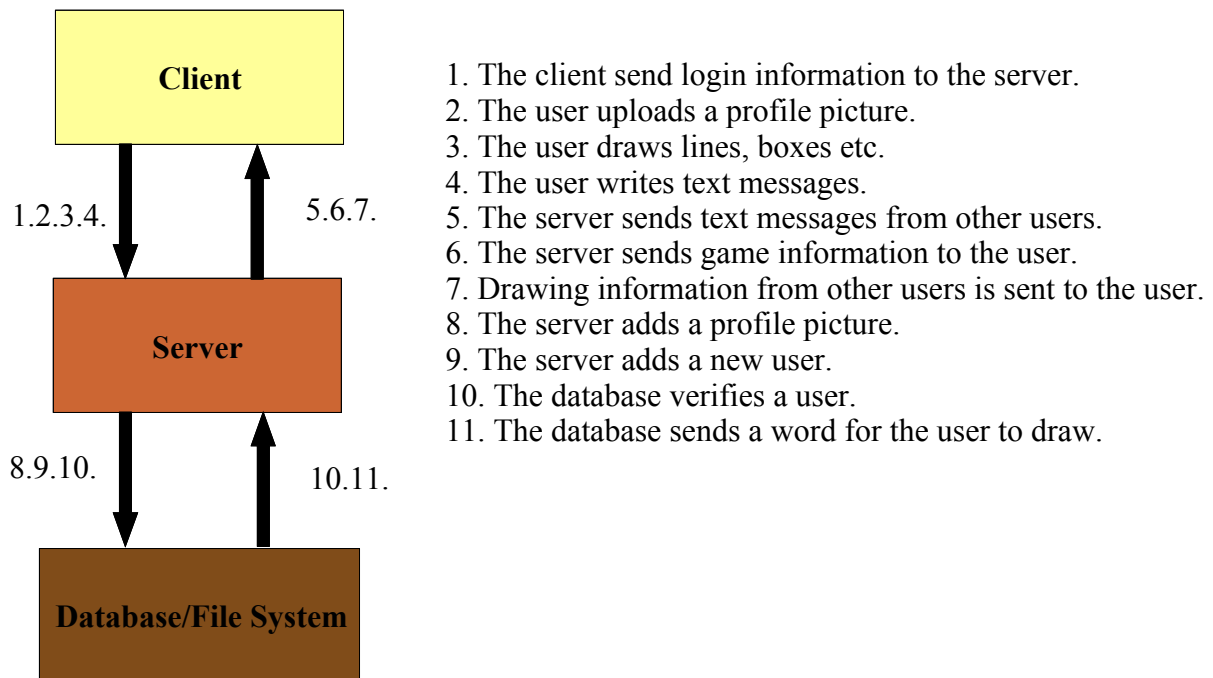 Client
1. The client send login information to the server.
2. The user uploads a profile picture.
3. The user draws lines, boxes etc.
4. The user writes text messages.
5. The server sends text messages from other users.
6. The server sends game information to the user.
7. Drawing information from other users is sent to the user.
8. The server adds a profile picture.
9. The server adds a new user.
10. The database verifies a user.
11. The database sends a word for the user to draw.
1.2.3.4.
5.6.7.
Server
8.9.10.
10.11.
Database/File System